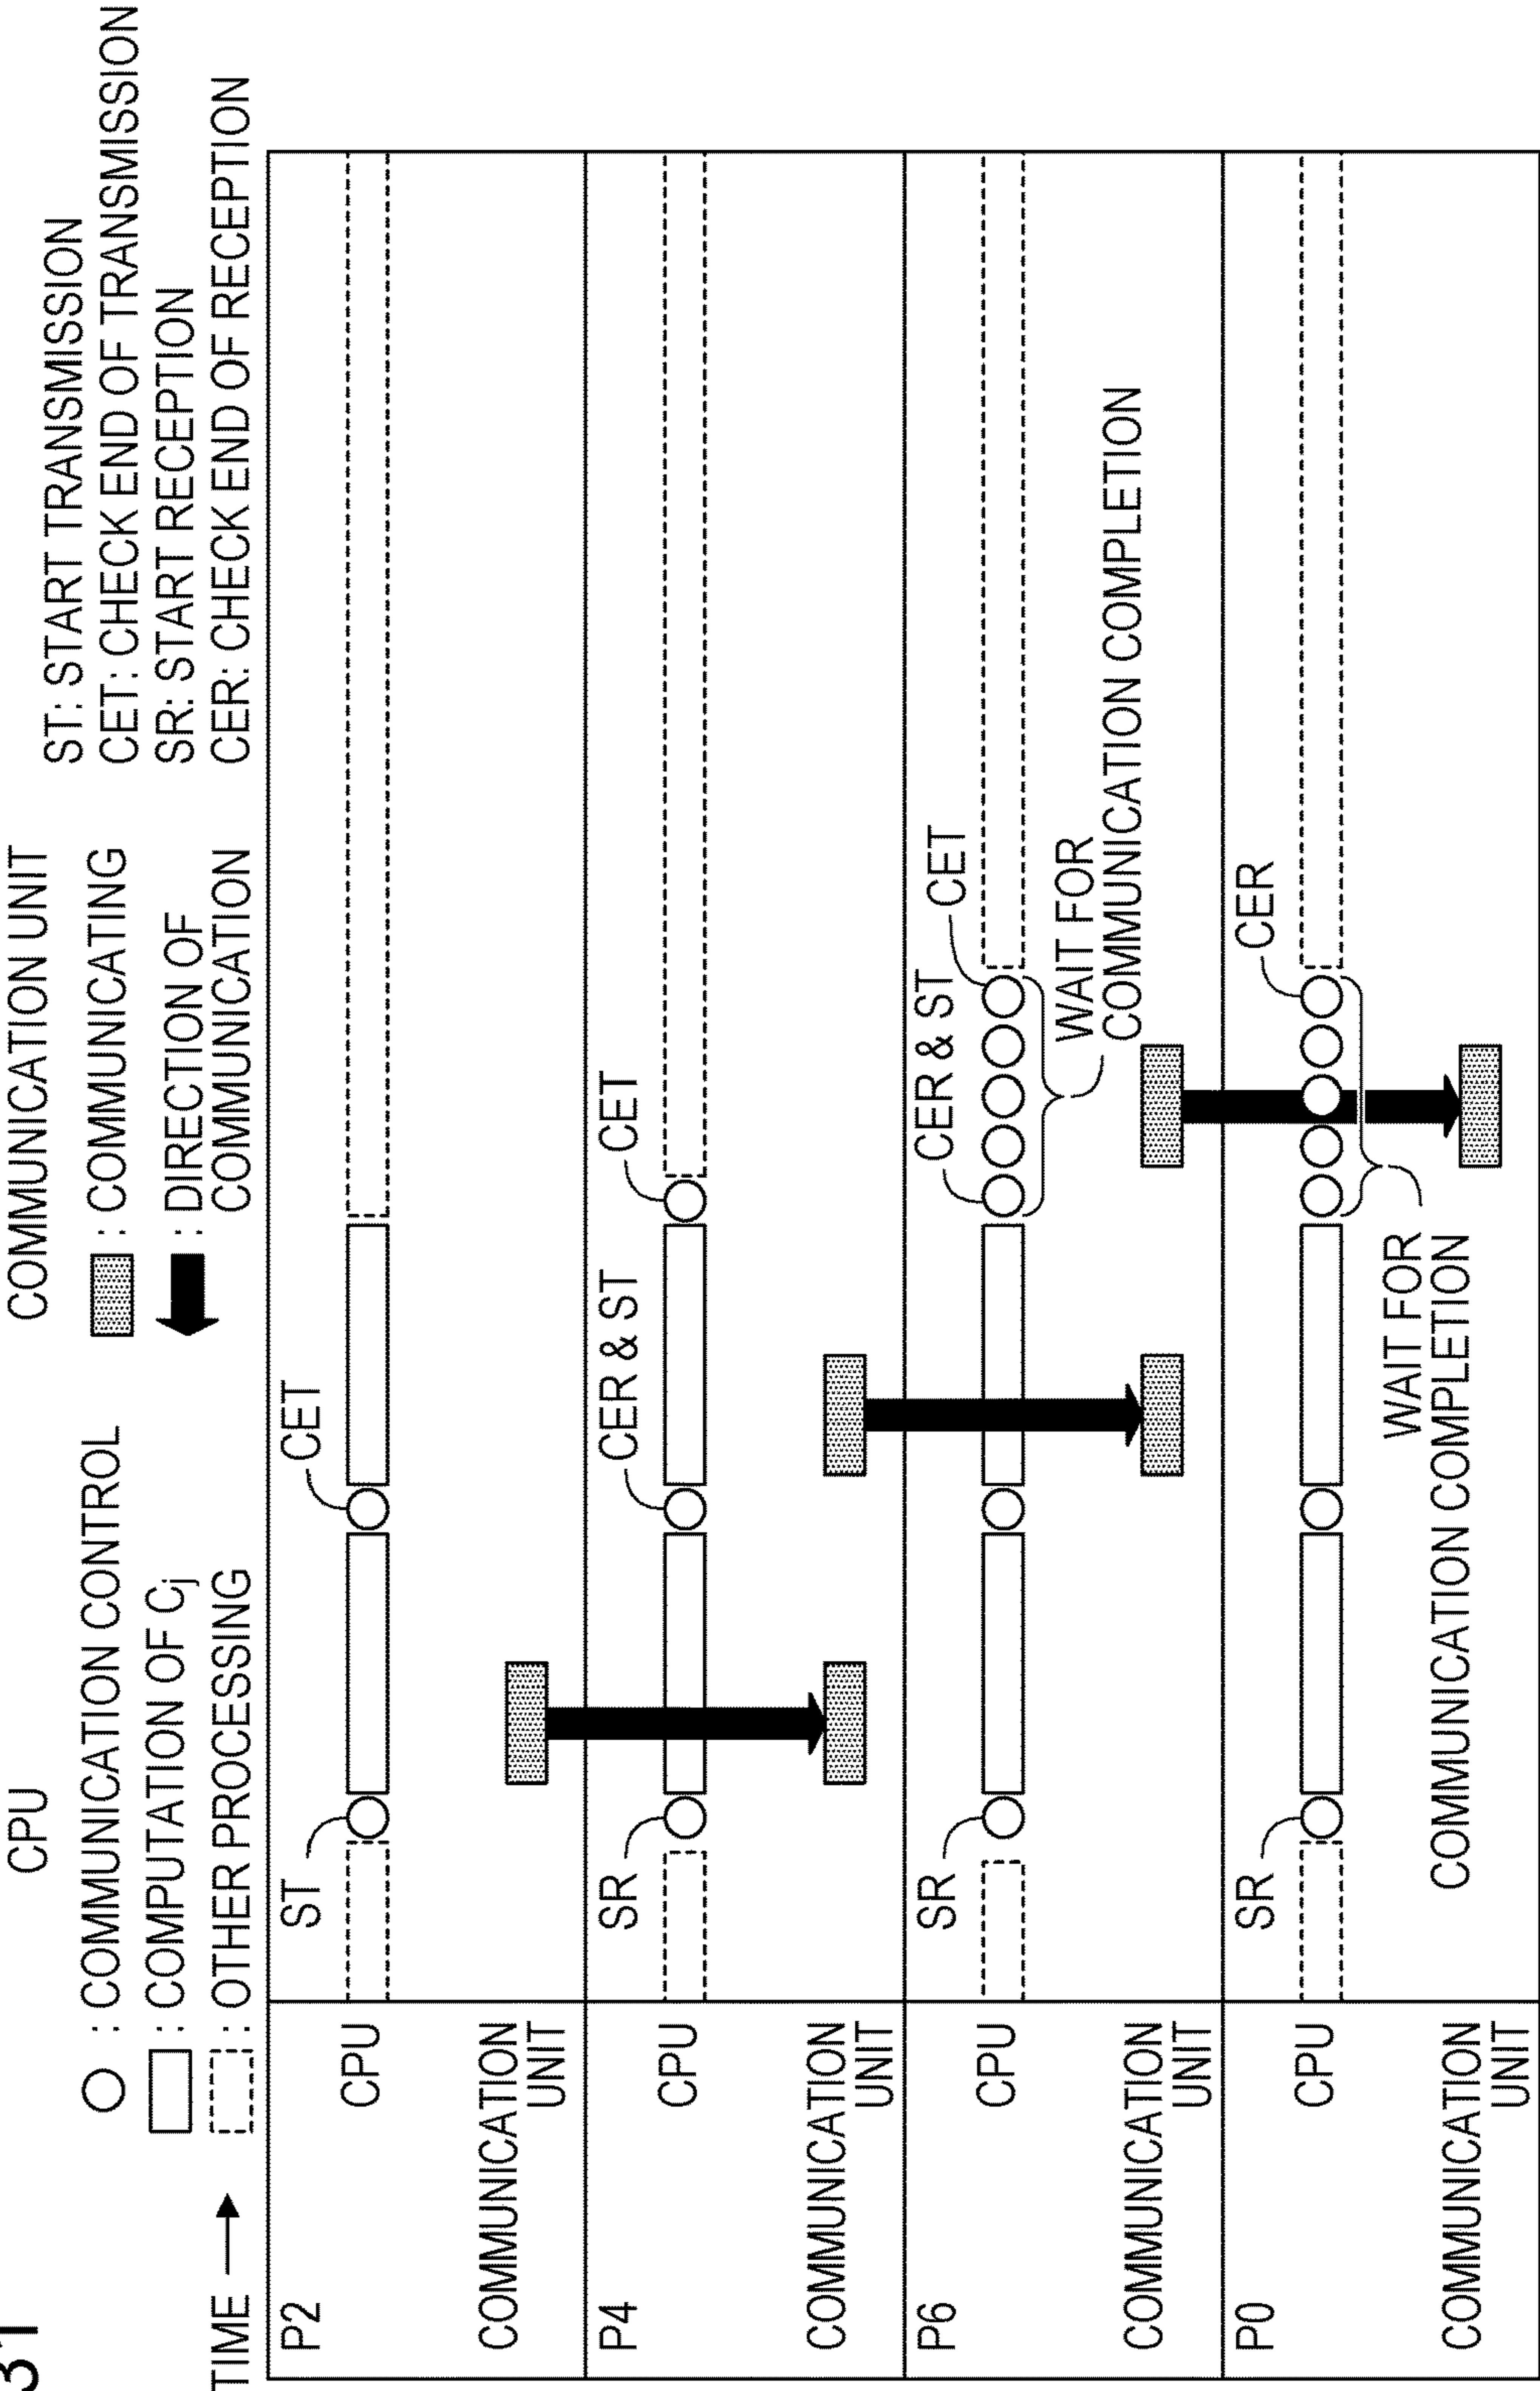 31
CPU
○ : COMMUNICATION CONTROL
: COMPUTATION OF Cj
: OTHER PROCESSING
COMMUNICATION UNIT
: COMMUNICATING
: DIRECTION OF
COMMUNICATION
ST: START TRANSMISSION
CET: CHECK END OF TRANSMISSION
SR: START RECEPTION
CER: CHECK END OF RECEPTION
TIME →
P2
CPU
COMMUNICATION
UNIT
ST
CET
P4
CPU
COMMUNICATION
UNIT
SR
CER & ST
CET
P6
CPU
COMMUNICATION
UNIT
SR
CER & ST
CET
WAIT FOR
COMMUNICATION COMPLETION
P0
CPU
COMMUNICATION
UNIT
SR
CER
WAIT FOR
COMMUNICATION COMPLETION